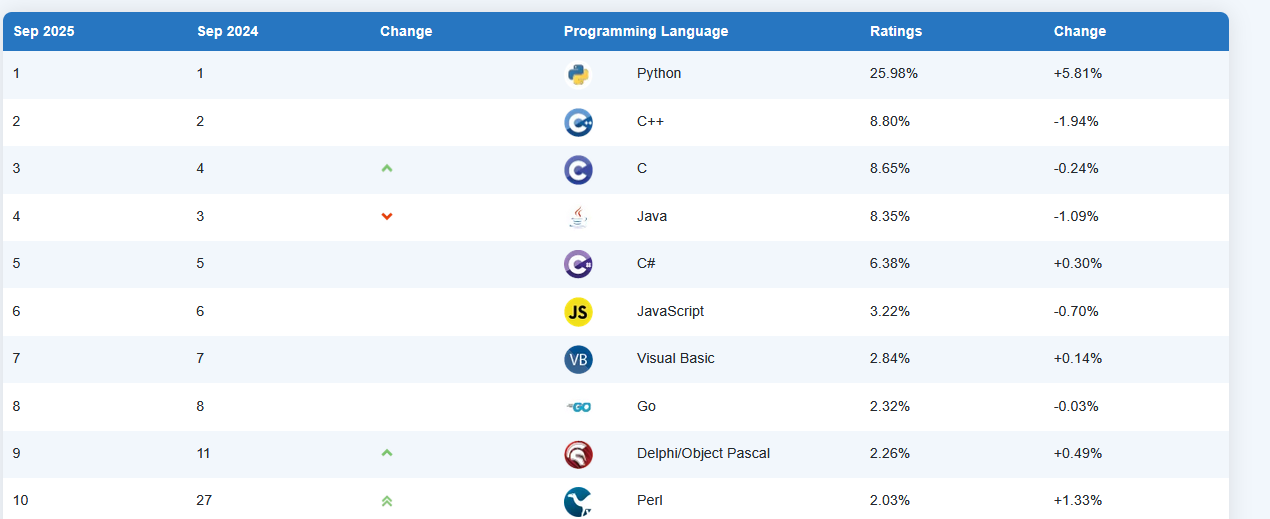 Sep 2025 Sep 2024 Change Programming Language Ratings Change
1 1 Python 25.98% +5.81%
2 2 C++ 8.80% -1.94%
3 4 C 8.65% -0.24%
4 3 Java 8.35% -1.09%
5 5 C# 6.38% +0.30%
6 6 JS JavaScript 3.22% -0.70%
7 7 VB Visual Basic 2.84% +0.14%
8 8 GO Go 2.32% -0.03%
9 11 Delphi/Object Pascal 2.26% +0.49%
10 27 Perl 2.03% +1.33%